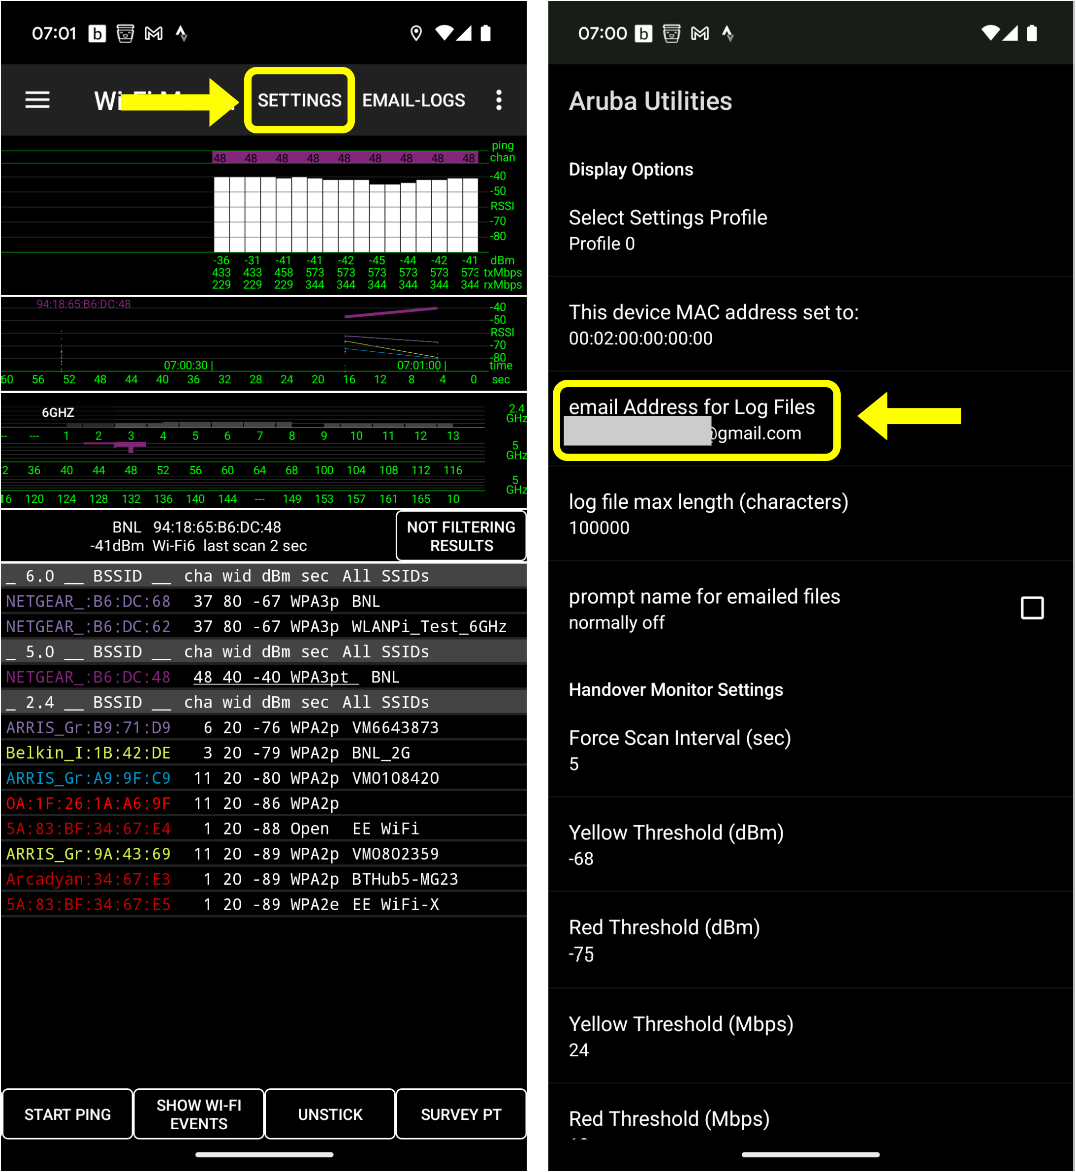 07:01
Wi-Fi M
SETTINGS
EMAIL-LOGS
ping
48 48 48 48 48 48 48 48 48 chan
-40
-50
RSSI
-70
-80
-36 -31 -41 -41 -42 -45 -44 -42 -41 dBm
433 433 458 573 573 573 573 573 573 txMbps
229 229 229 344 344 344 344 344 344 rxMbps
94:18:65:B6:DC:48
-40
-50
RSSI
-70
-80
07:00:30| 07:01:00| time
60 56 52 48 44 40 36 32 28 24 20 16 12 8 4 0 sec
6GHZ
2.4
GHz
-- --- 1 2 3 4 5 6 7 8 9 10 11 12 13
5
GHz
2 36 40 44 48 52 56 60 64 100 104 108 112 116
5
GHz
16 120 124 128 132 136 140 144 --- 149 153 157 161 165 10
BNL 94:18:65:B6:DC:48
-41dBm Wi-Fi6 last scan 2 sec
NOT FILTERING
RESULTS
_ 6.0 __ BSSID __ cha wid dBm sec All SSIDs
NETGEAR_:B6:DC:68 37 80 -67 WPA3p BNL
NETGEAR_:B6:DC:62 37 80 -67 WPA3p WLANPi_Test_6GHz
_ 5.0 __ BSSID __ cha wid dBm sec All SSIDs
NETGEAR_:B6:DC:48 48 40 -40 WPA3pt_ BNL
_ 2.4 __ BSSID __ cha wid dBm sec All SSIDs
ARRIS_Gr:B9:71:D9 6 20 -76 WPA2p VM6643873
Belkin_I:1B:42:DE 3 20 -79 WPA2p BNL_2G
ARRIS_Gr:A9:9F:C9 11 20 -80 WPA2p VM0108420
0A:1F:26:1A:A6:9F 11 20 -86 WPA2p
5A:83:BF:34:67:E4 1 20 -88 Open EE WiFi
ARRIS_Gr:9A:43:69 11 20 -89 WPA2p VM0802359
Arcadyan:34:67:E3 1 20 -89 WPA2p BTHub5-MG23
5A:83:BF:34:67:E5 1 20 -89 WPA2e EE WiFi-X
START PING
SHOW WI-FI
EVENTS
UNSTICK
SURVEY PT
07:00
Aruba Utilities
Display Options
Select Settings Profile
Profile 0
This device MAC address set to:
00:02:00:00:00:00
email Address for Log Files
@gmail.com
log file max length (characters)
100000
prompt name for emailed files
normally off
Handover Monitor Settings
Force Scan Interval (sec)
5
Yellow Threshold (dBm)
-68
Red Threshold (dBm)
-75
Yellow Threshold (Mbps)
24
Red Threshold (Mbps)